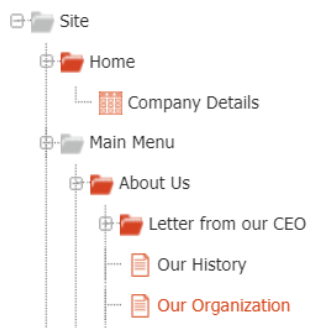 Site
Home
Company Details
Main Menu
About Us
Letter from our CEO
Our History
Our Organization